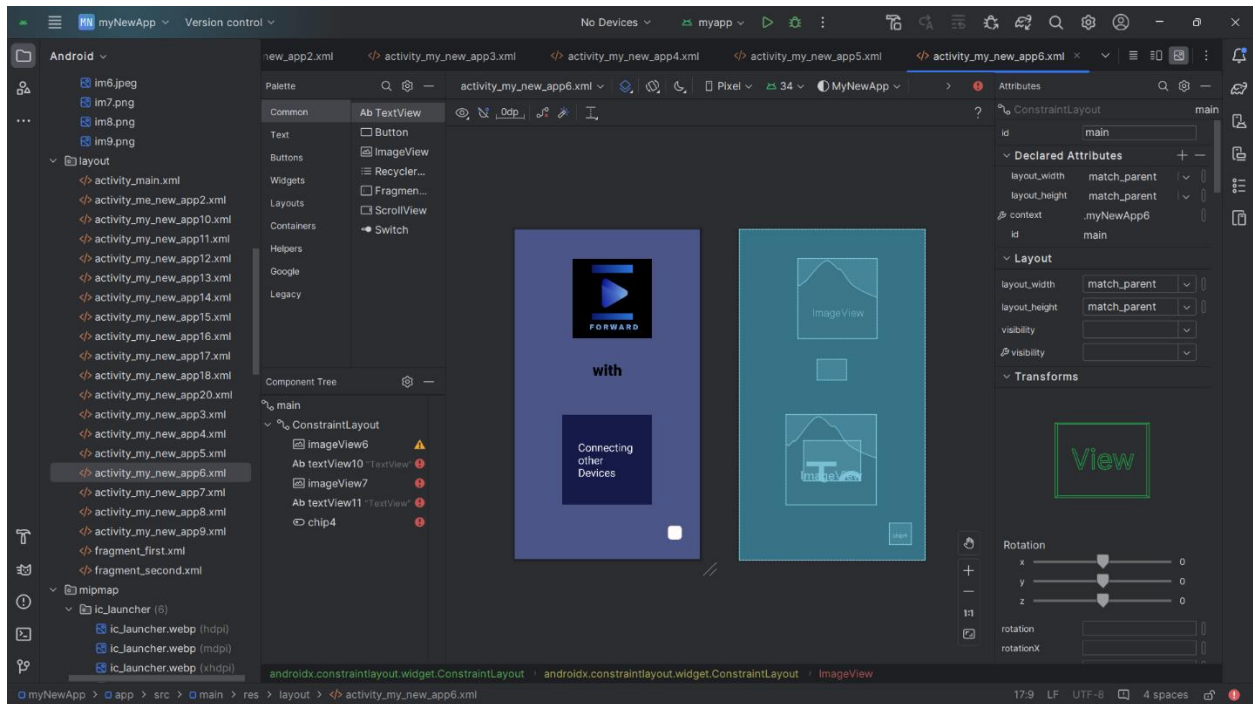 MN myNewApp Version control No Devices myapp
Android new_app2.xml activity_my_new_app3.xml activity_my_new_app4.xml activity_my_new_app5.xml activity_my_new_app6.xml
im6.jpeg
im7.png
im8.png
im9.png
layout
activity_main.xml
activity_me_new_app2.xml
activity_my_new_app10.xml
activity_my_new_app11.xml
activity_my_new_app12.xml
activity_my_new_app13.xml
activity_my_new_app14.xml
activity_my_new_app15.xml
activity_my_new_app16.xml
activity_my_new_app17.xml
activity_my_new_app18.xml
activity_my_new_app20.xml
activity_my_new_app3.xml
activity_my_new_app4.xml
activity_my_new_app5.xml
activity_my_new_app6.xml
activity_my_new_app7.xml
activity_my_new_app8.xml
activity_my_new_app9.xml
fragment_first.xml
fragment_second.xml
mipmap
ic_launcher (6)
ic_launcher.webp (hdpi)
ic_launcher.webp (mdpi)
ic_launcher.webp (xhdpi)
Palette
Common
Text
Buttons
Widgets
Layouts
Containers
Helpers
Google
Legacy
Ab TextView
Button
ImageView
Recycler...
Fragmen...
ScrollView
Switch
Component Tree
main
ConstraintLayout
imageView6
Ab textView10 "TextView"
imageView7
Ab textView11 "TextView"
chip4
activity_my_new_app6.xml Pixel 34 MyNewApp
0dp
FORWARD
with
Connecting
other
Devices
ImageView
ImageView
chip4
1:1
Attributes
ConstraintLayout main
id main
Declared Attributes
layout_width match_parent
layout_height match_parent
context .myNewApp6
id main
Layout
layout_width match_parent
layout_height match_parent
visibility
visibility
Transforms
View
Rotation
x 0
y 0
z 0
rotation
rotationX
androidx.constraintlayout.widget.ConstraintLayout › androidx.constraintlayout.widget.ConstraintLayout › ImageView
myNewApp > app > src > main > res > layout > activity_my_new_app6.xml 17:9 LF UTF-8 4 spaces